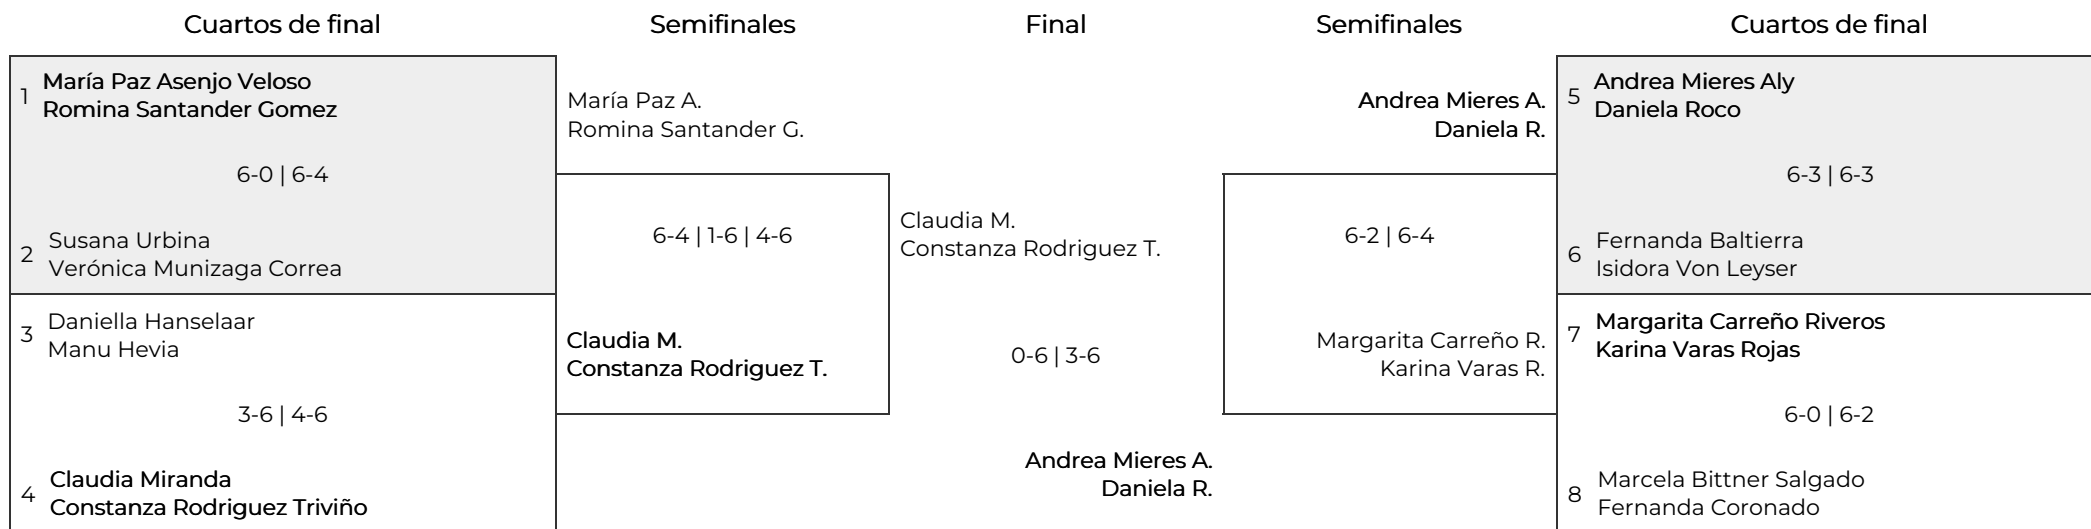 Cuartos de final
Semifinales
Final
Semifinales
Cuartos de final
1
María Paz Asenjo Veloso
Romina Santander Gomez
6-0 | 6-4
2
Susana Urbina
Verónica Munizaga Correa
3
Daniella Hanselaar
Manu Hevia
3-6 | 4-6
4
Claudia Miranda
Constanza Rodriguez Triviño
María Paz A.
Romina Santander G.
6-4 | 1-6 | 4-6
Claudia M.
Constanza Rodriguez T.
Claudia M.
Constanza Rodriguez T.
0-6 | 3-6
Andrea Mieres A.
Daniela R.
Andrea Mieres A.
Daniela R.
6-2 | 6-4
Margarita Carreño R.
Karina Varas R.
5
Andrea Mieres Aly
Daniela Roco
6-3 | 6-3
6
Fernanda Baltierra
Isidora Von Leyser
7
Margarita Carreño Riveros
Karina Varas Rojas
6-0 | 6-2
8
Marcela Bittner Salgado
Fernanda Coronado